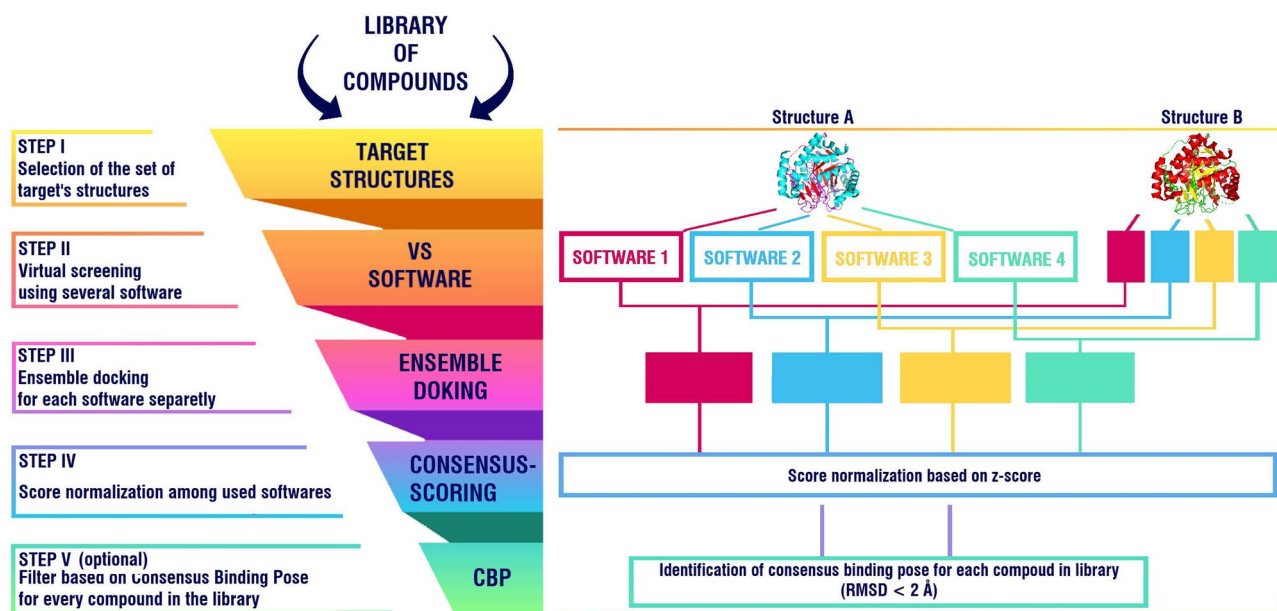 LIBRARY
OF
COMPOUNDS
STEP I
Selection of the set of
target's structures
TARGET
STRUCTURES
STEP II
Virtual screening
using several software
VS
SOFTWARE
STEP III
Ensemble docking
for each software separetly
ENSEMBLE
DOKING
STEP IV
Score normalization among used softwares
CONSENSUS-
SCORING
STEP V (optional)
Filter based on Consensus Binding Pose
for every compound in the library
CBP
Structure A
Structure B
SOFTWARE 1
SOFTWARE 2
SOFTWARE 3
SOFTWARE 4
Score normalization based on z-score
Identification of consensus binding pose for each compoud in library
(RMSD < 2 Å)